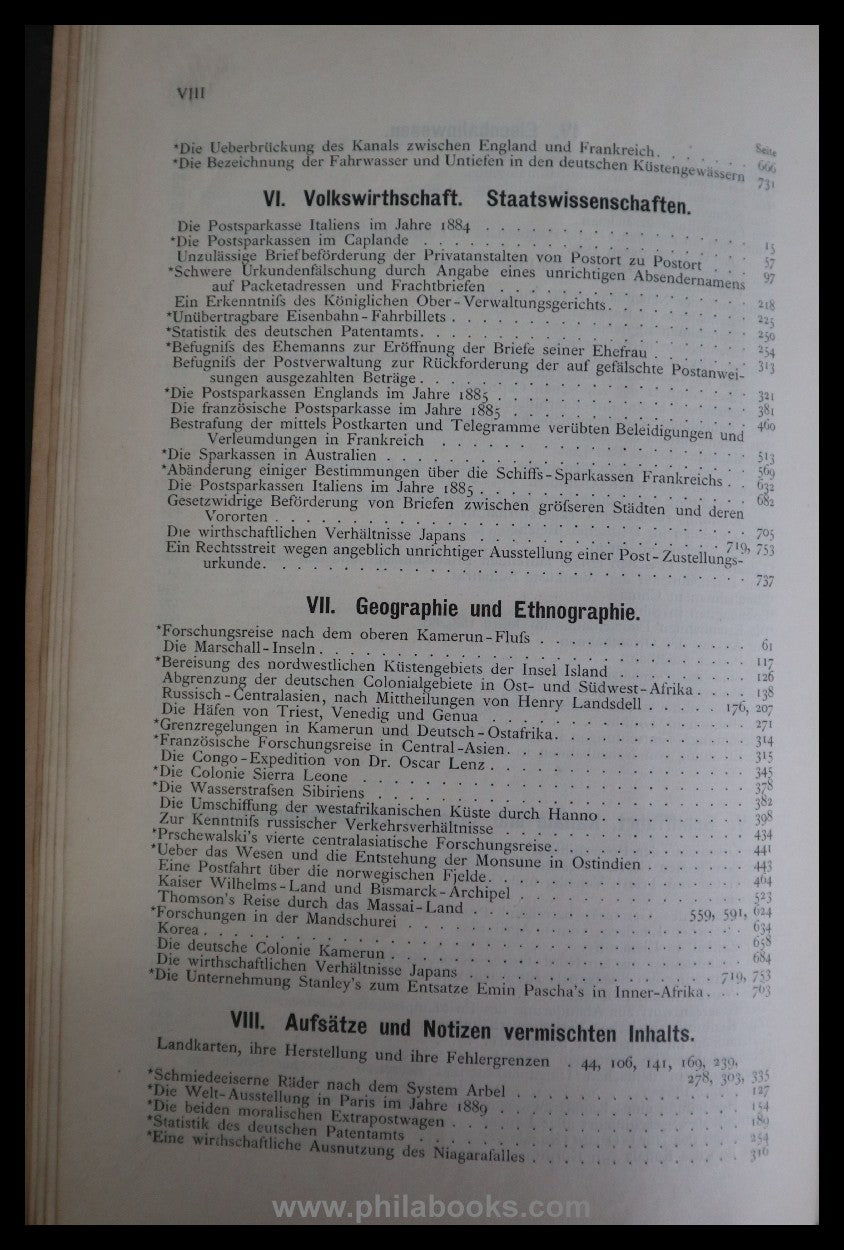 VIII
Seite
*Die Ueberbrückung des Kanals zwischen England und Frankreich. . . . . . 666
*Die Bezeichnung der Fahrwasser und Untiefen in den deutschen Küstengewässern 731
VI. Volkswirthschaft. Staatswissenschaften.
Die Postsparkasse Italiens im Jahre 1884 . . . . . . 15
*Die Postsparkassen im Caplande . . . . . . 57
Unzulässige Briefbeförderung der Privatanstalten von Postort zu Postort . . . 97
*Schwere Urkundenfälschung durch Angabe eines unrichtigen Absendernamens
auf Packetadressen und Frachtbriefen . . . . . . 218
Ein Erkenntniſs des Königlichen Ober-Verwaltungsgerichts. . . . . . 225
*Unübertragbare Eisenbahn-Fahrbillets . . . . . . 250
*Statistik des deutschen Patentamts. . . . . . 254
*Befugniſs des Ehemanns zur Eröffnung der Briefe seiner Ehefrau . . . . . . 313
Befugniſs der Postverwaltung zur Rückforderung der auf gefälschte Postanwei-
sungen ausgezahlten Beträge. . . . . . 321
*Die Postsparkassen Englands im Jahre 1885 . . . . . . 381
Die französische Postsparkasse im Jahre 1885 . . . . . . 460
Bestrafung der mittels Postkarten und Telegramme verübten Beleidigungen und
Verleumdungen in Frankreich . . . . . . 513
*Die Sparkassen in Australien . . . . . . 569
*Abänderung einiger Bestimmungen über die Schiffs-Sparkassen Frankreichs . . 632
Die Postsparkassen Italiens im Jahre 1885. . . . . . 682
Gesetzwidrige Beförderung von Briefen zwischen gröſseren Städten und deren
Vororten . . . . . . 705
Die wirthschaftlichen Verhältnisse Japans . . . . . . 719, 753
Ein Rechtsstreit wegen angeblich unrichtiger Ausstellung einer Post-Zustellungs-
urkunde. . . . . . 737
VII. Geographie und Ethnographie.
*Forschungsreise nach dem oberen Kamerun-Fluſs . . . . . . 61
Die Marschall-Inseln. . . . . . 117
*Bereisung des nordwestlichen Küstengebiets der Insel Island . . . . . . 126
Abgrenzung der deutschen Colonialgebiete in Ost- und Südwest-Afrika. . . . 138
Russisch-Centralasien, nach Mittheilungen von Henry Landsdell . . . . . 176, 207
Die Häfen von Triest, Venedig und Genua . . . . . . 271
*Grenzregelungen in Kamerun und Deutsch-Ostafrika. . . . . . 314
*Französische Forschungsreise in Central-Asien. . . . . . 315
Die Congo-Expedition von Dr. Oscar Lenz . . . . . . 345
*Die Colonie Sierra Leone . . . . . . 378
*Die Wasserstraſsen Sibiriens . . . . . . 382
Die Umschiffung der westafrikanischen Küste durch Hanno. . . . . . 398
Zur Kenntniſs russischer Verkehrsverhältnisse . . . . . . 434
*Prschewalski's vierte centralasiatische Forschungsreise. . . . . . 441
*Ueber das Wesen und die Entstehung der Monsune in Ostindien . . . . . . 443
Eine Postfahrt über die norwegischen Fjelde. . . . . . 464
Kaiser Wilhelms-Land und Bismarck-Archipel . . . . . . 523
Thomson's Reise durch das Massai-Land . . . . . . 559, 591, 624
*Forschungen in der Mandschurei . . . . . . 634
Korea. . . . . . 658
Die deutsche Colonie Kamerun . . . . . . 684
Die wirthschaftlichen Verhältnisse Japans . . . . . . 719, 753
*Die Unternehmung Stanley's zum Entsatze Emin Pascha's in Inner-Afrika. . . 763
VIII. Aufsätze und Notizen vermischten Inhalts.
Landkarten, ihre Herstellung und ihre Fehlergrenzen . 44, 106, 141, 169, 239,
278, 303, 335
*Schmiedeeiserne Räder nach dem System Arbel . . . . . . 127
*Die Welt-Ausstellung in Paris im Jahre 1889 . . . . . . 154
*Die beiden moralischen Extrapostwagen . . . . . . 189
*Statistik des deutschen Patentamts . . . . . . 254
*Eine wirthschaftliche Ausnutzung des Niagarafalles . . . . . . 316
www.philabooks.com